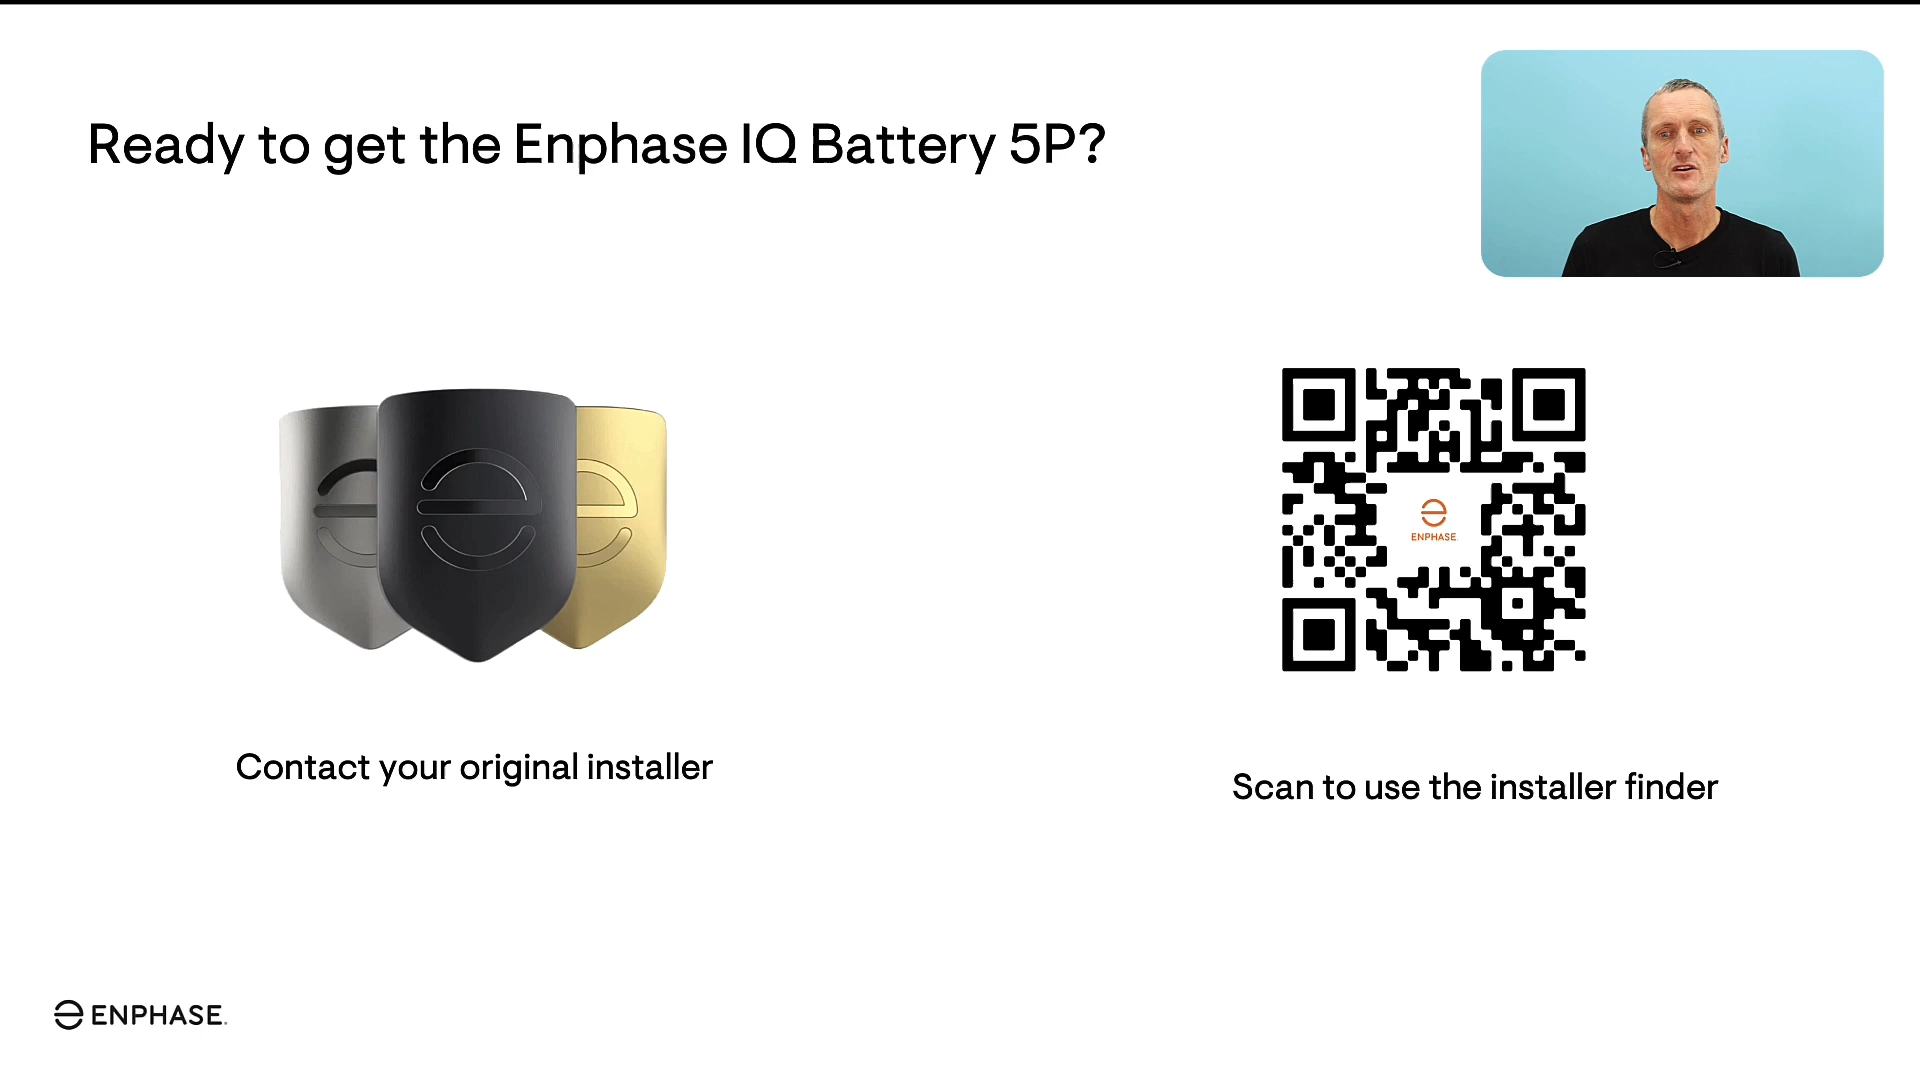 Ready to get the Enphase IQ Battery 5P?
ENPHASE
Contact your original installer
Scan to use the installer finder
ENPHASE